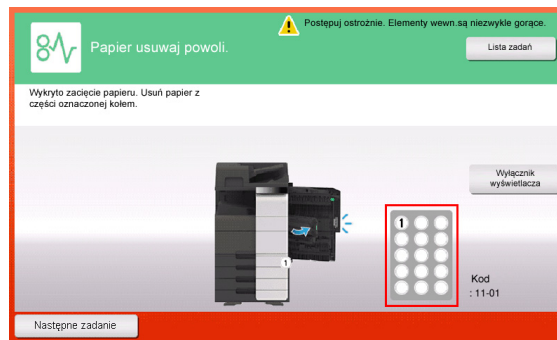 Postępuj ostrożnie. Elementy wewn.są niezwykle gorące.
Papier usuwaj powoli.
Lista zadań
Wykryto zacięcie papieru. Usuń papier z
części oznaczonej kołem.
Wyłącznik
wyświetlacza
1
1
Kod
: 11-01
Następne zadanie